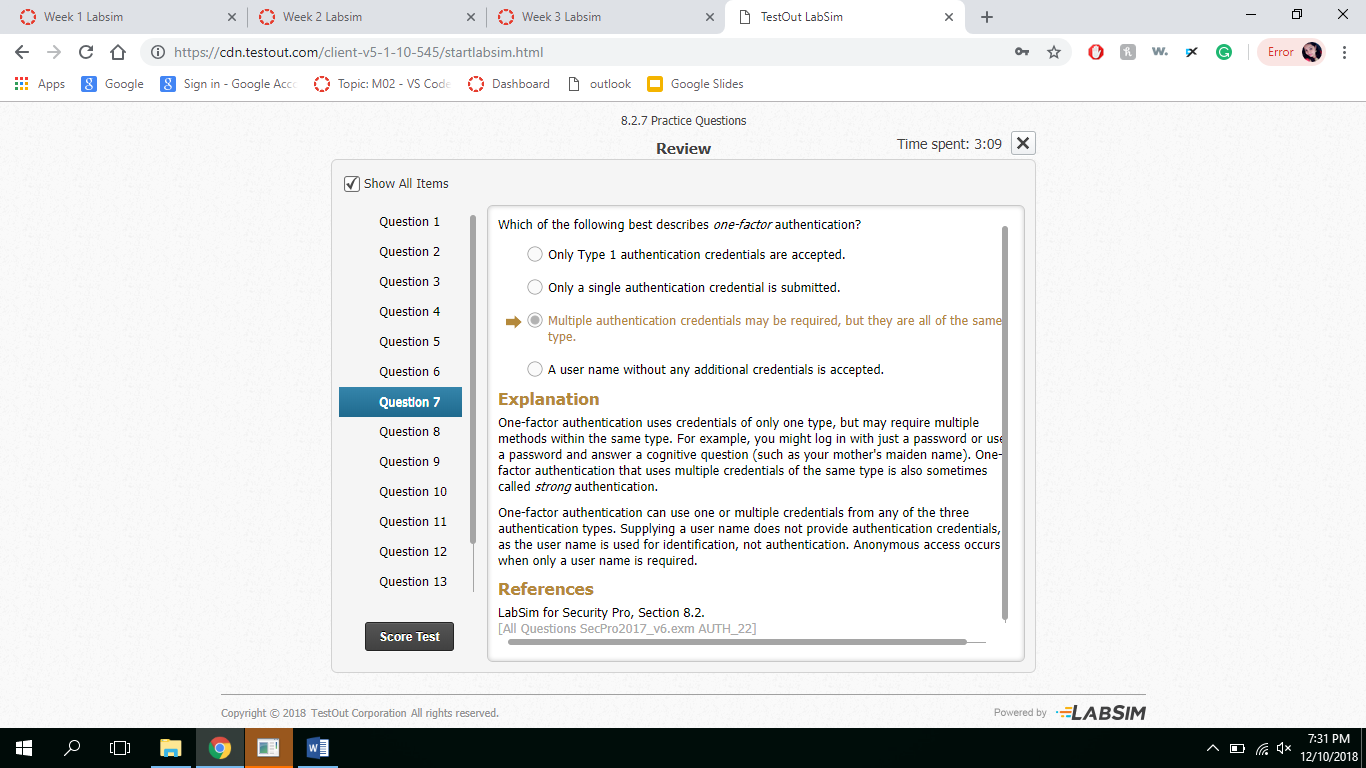 Week 1 Labsim
Week 2 Labsim
Week 3 Labsim
TestOut LabSim
https://cdn.testout.com/client-v5-1-10-545/startlabsim.html
Error
Apps
Google
Sign in - Google Acc
Topic: M02 - VS Code
Dashboard
outlook
Google Slides
8.2.7 Practice Questions
Review
Time spent: 3:09
Show All Items
Question 1
Question 2
Question 3
Question 4
Question 5
Question 6
Question 7
Question 8
Question 9
Question 10
Question 11
Question 12
Question 13
Score Test
Which of the following best describes one-factor authentication?
Only Type 1 authentication credentials are accepted.
Only a single authentication credential is submitted.
Multiple authentication credentials may be required, but they are all of the same
type.
A user name without any additional credentials is accepted.
Explanation
One-factor authentication uses credentials of only one type, but may require multiple
methods within the same type. For example, you might log in with just a password or use
a password and answer a cognitive question (such as your mother's maiden name). One-
factor authentication that uses multiple credentials of the same type is also sometimes
called strong authentication.
One-factor authentication can use one or multiple credentials from any of the three
authentication types. Supplying a user name does not provide authentication credentials,
as the user name is used for identification, not authentication. Anonymous access occurs
when only a user name is required.
References
LabSim for Security Pro, Section 8.2.
[All Questions SecPro2017_v6.exm AUTH_22]
Copyright © 2018 TestOut Corporation All rights reserved.
Powered by LABSIM
7:31 PM
12/10/2018